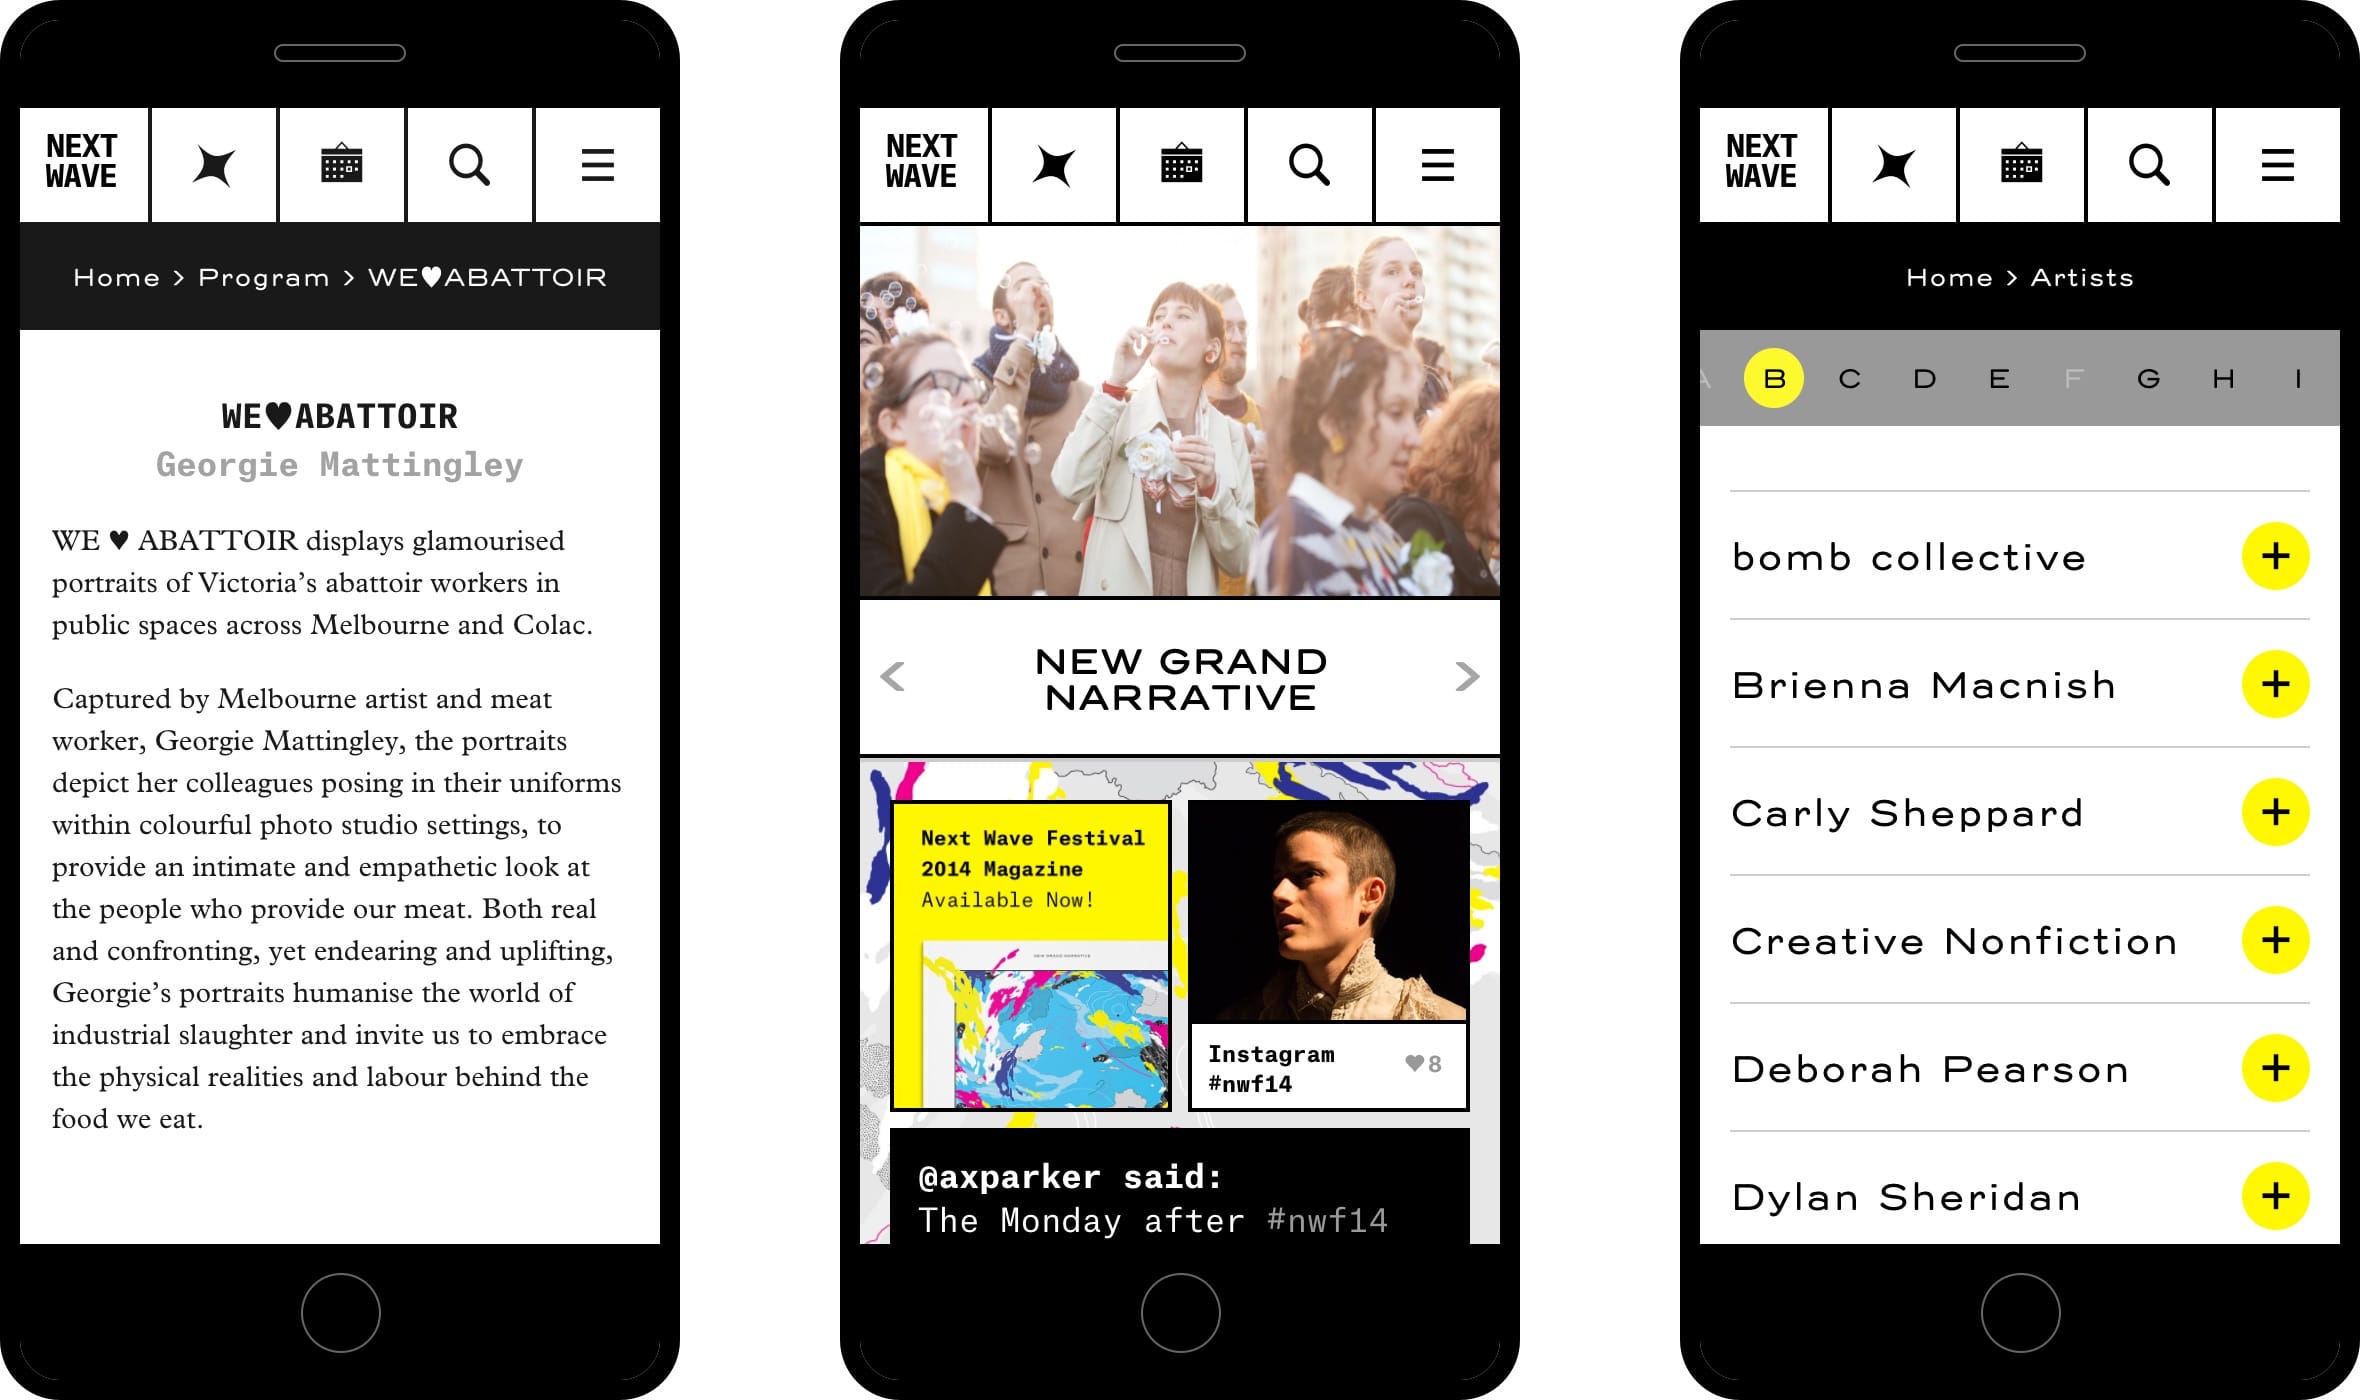 NEXT
WAVE
Home > Program > WE♥ABATTOIR
WE♥ABATTOIR
Georgie Mattingley
WE ♥ ABATTOIR displays glamourised
portraits of Victoria’s abattoir workers in
public spaces across Melbourne and Colac.
Captured by Melbourne artist and meat
worker, Georgie Mattingley, the portraits
depict her colleagues posing in their uniforms
within colourful photo studio settings, to
provide an intimate and empathetic look at
the people who provide our meat. Both real
and confronting, yet endearing and uplifting,
Georgie’s portraits humanise the world of
industrial slaughter and invite us to embrace
the physical realities and labour behind the
food we eat.
NEXT
WAVE
NEW GRAND
NARRATIVE
Next Wave Festival
2014 Magazine
Available Now!
NEW GRAND NARRATIVE
Instagram
#nwf14
♥8
@axparker said:
The Monday after #nwf14
NEXT
WAVE
Home > Artists
A B C D E F G H I
bomb collective
Brienna Macnish
Carly Sheppard
Creative Nonfiction
Deborah Pearson
Dylan Sheridan